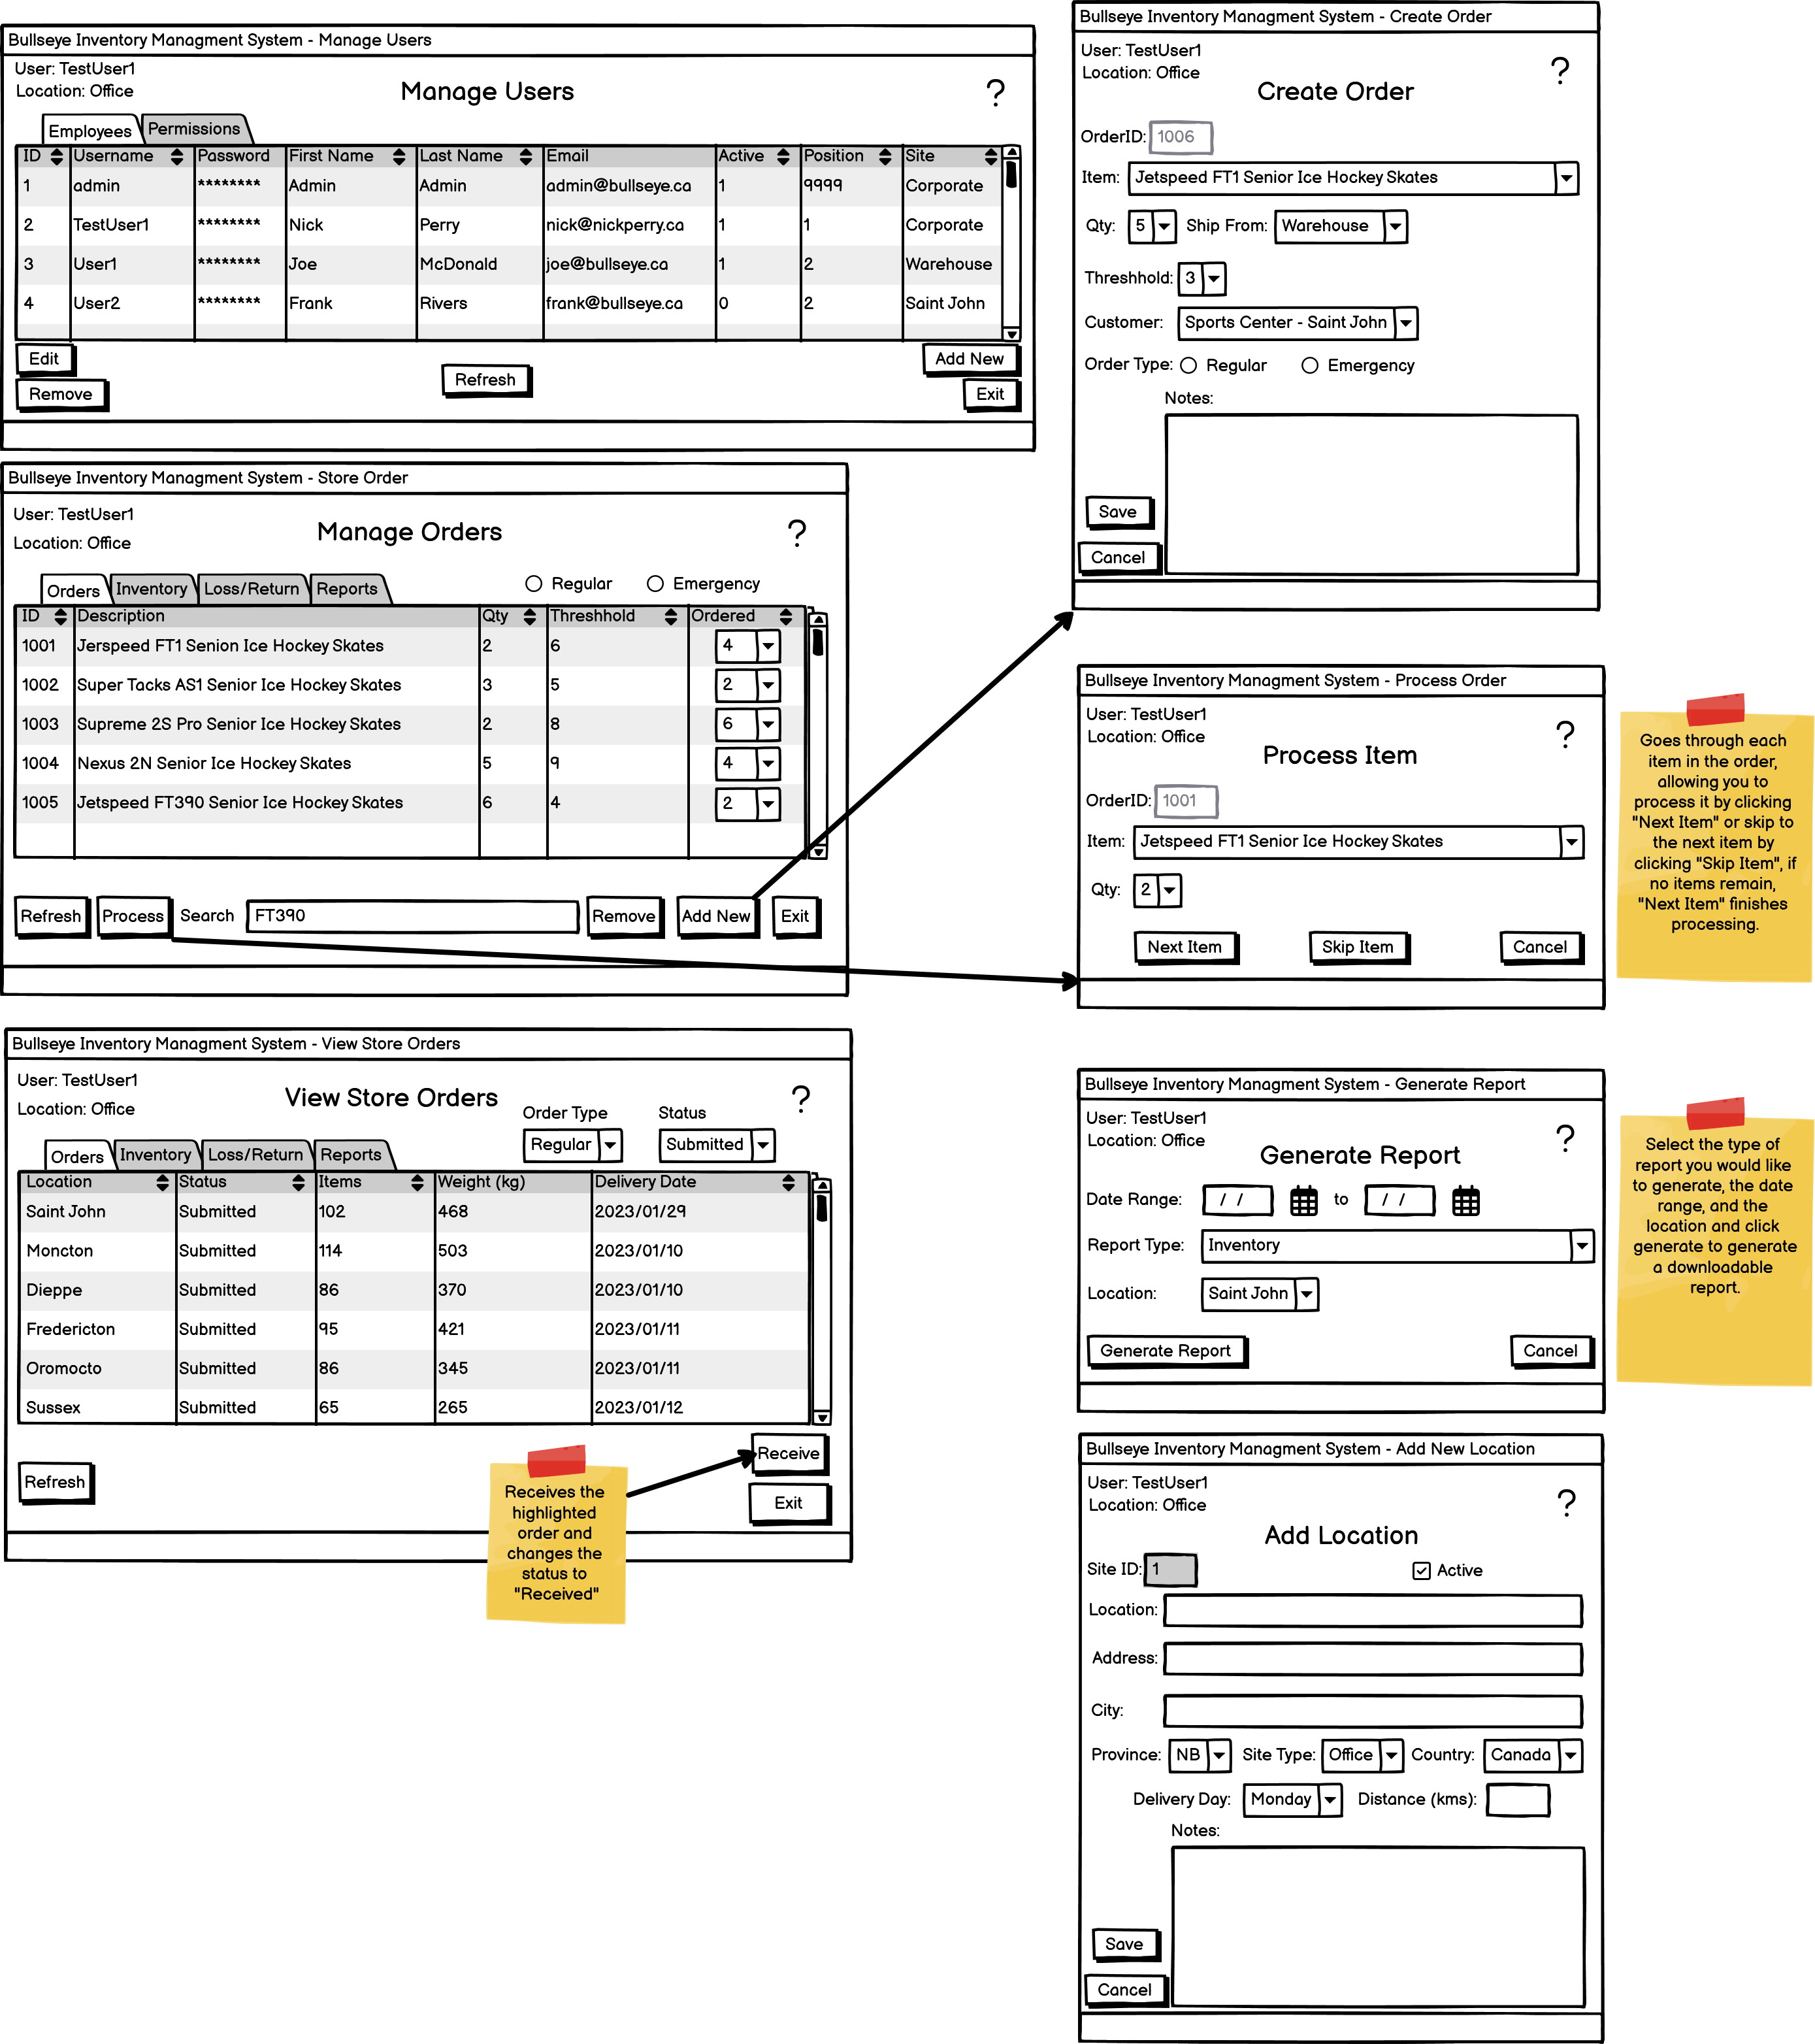 Bullseye Inventory Managment System - Manage Users
User: TestUser1
Location: Office
Manage Users
?
Employees Permissions
ID Username Password First Name Last Name Email Active Position Site
1 admin ******** Admin Admin admin@bullseye.ca 1 9999 Corporate
2 TestUser1 ******** Nick Perry nick@nickperry.ca 1 1 Corporate
3 User1 ******** Joe McDonald joe@bullseye.ca 1 2 Warehouse
4 User2 ******** Frank Rivers frank@bullseye.ca 0 2 Saint John
Edit
Remove
Refresh
Add New
Exit
Bullseye Inventory Managment System - Store Order
User: TestUser1
Location: Office
Manage Orders
?
Orders Inventory Loss/Return Reports
Regular Emergency
ID Description Qty Threshhold Ordered
1001 Jerspeed FT1 Senion Ice Hockey Skates 2 6 4
1002 Super Tacks AS1 Senior Ice Hockey Skates 3 5 2
1003 Supreme 2S Pro Senior Ice Hockey Skates 2 8 6
1004 Nexus 2N Senior Ice Hockey Skates 5 9 4
1005 Jetspeed FT390 Senior Ice Hockey Skates 6 4 2
Refresh Process Search FT390 Remove Add New Exit
Bullseye Inventory Managment System - View Store Orders
User: TestUser1
Location: Office
View Store Orders
?
Order Type Status
Regular Submitted
Orders Inventory Loss/Return Reports
Location Status Items Weight (kg) Delivery Date
Saint John Submitted 102 468 2023/01/29
Moncton Submitted 114 503 2023/01/10
Dieppe Submitted 86 370 2023/01/10
Fredericton Submitted 95 421 2023/01/11
Oromocto Submitted 86 345 2023/01/11
Sussex Submitted 65 265 2023/01/12
Refresh
Receive
Exit
Receives the
highlighted
order and
changes the
status to
"Received"
Bullseye Inventory Managment System - Create Order
User: TestUser1
Location: Office
Create Order
?
OrderID: 1006
Item: Jetspeed FT1 Senior Ice Hockey Skates
Qty: 5 Ship From: Warehouse
Threshhold: 3
Customer: Sports Center - Saint John
Order Type: Regular Emergency
Notes:
Save
Cancel
Bullseye Inventory Managment System - Process Order
User: TestUser1
Location: Office
Process Item
?
OrderID: 1001
Item: Jetspeed FT1 Senior Ice Hockey Skates
Qty: 2
Next Item Skip Item Cancel
Goes through each
item in the order,
allowing you to
process it by clicking
"Next Item" or skip to
the next item by
clicking "Skip Item", if
no items remain,
"Next Item" finishes
processing.
Bullseye Inventory Managment System - Generate Report
User: TestUser1
Location: Office
Generate Report
?
Date Range: / / to / /
Report Type: Inventory
Location: Saint John
Generate Report Cancel
Select the type of
report you would like
to generate, the date
range, and the
location and click
generate to generate
a downloadable
report.
Bullseye Inventory Managment System - Add New Location
User: TestUser1
Location: Office
Add Location
?
Site ID: 1 Active
Location:
Address:
City:
Province: NB Site Type: Office Country: Canada
Delivery Day: Monday Distance (kms):
Notes:
Save
Cancel